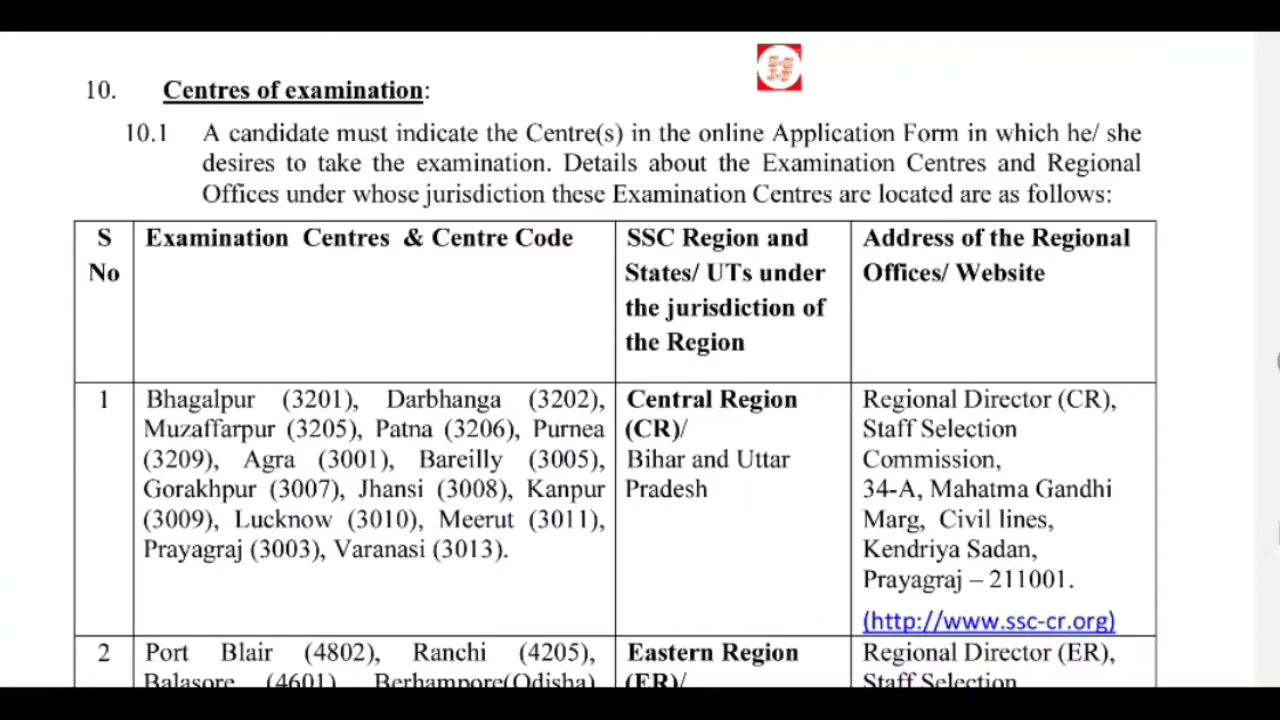 10. Centres of examination:
10.1 A candidate must indicate the Centre(s) in the online Application Form in which he/ she
desires to take the examination. Details about the Examination Centres and Regional
Offices under whose jurisdiction these Examination Centres are located are as follows:
S No
Examination Centres & Centre Code
SSC Region and
States/ UTs under
the jurisdiction of
the Region
Address of the Regional
Offices/ Website
1
Bhagalpur (3201), Darbhanga (3202),
Muzaffarpur (3205), Patna (3206), Purnea
(3209), Agra (3001), Bareilly (3005),
Gorakhpur (3007), Jhansi (3008), Kanpur
(3009), Lucknow (3010), Meerut (3011),
Prayagraj (3003), Varanasi (3013).
Central Region
(CR)/
Bihar and Uttar
Pradesh
Regional Director (CR),
Staff Selection
Commission,
34-A, Mahatma Gandhi
Marg, Civil lines,
Kendriya Sadan,
Prayagraj – 211001.
(http://www.ssc-cr.org)
2
Port Blair (4802), Ranchi (4205),
Balasore (4601), Berhampore(Odisha)
Eastern Region
(ER)/
Regional Director (ER),
Staff Selection